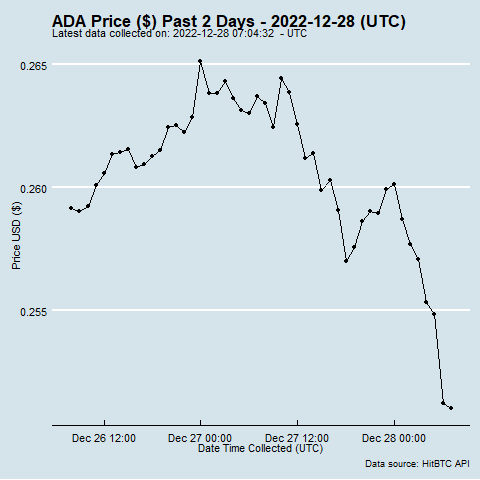 ADA Price ($) Past 2 Days - 2022-12-28 (UTC)
Latest data collected on: 2022-12-28 07:04:32 - UTC
0.265
0.260
0.255
Price USD ($)
Dec 26 12:00 Dec 27 00:00 Dec 27 12:00 Dec 28 00:00
Date Time Collected (UTC)
Data source: HitBTC API